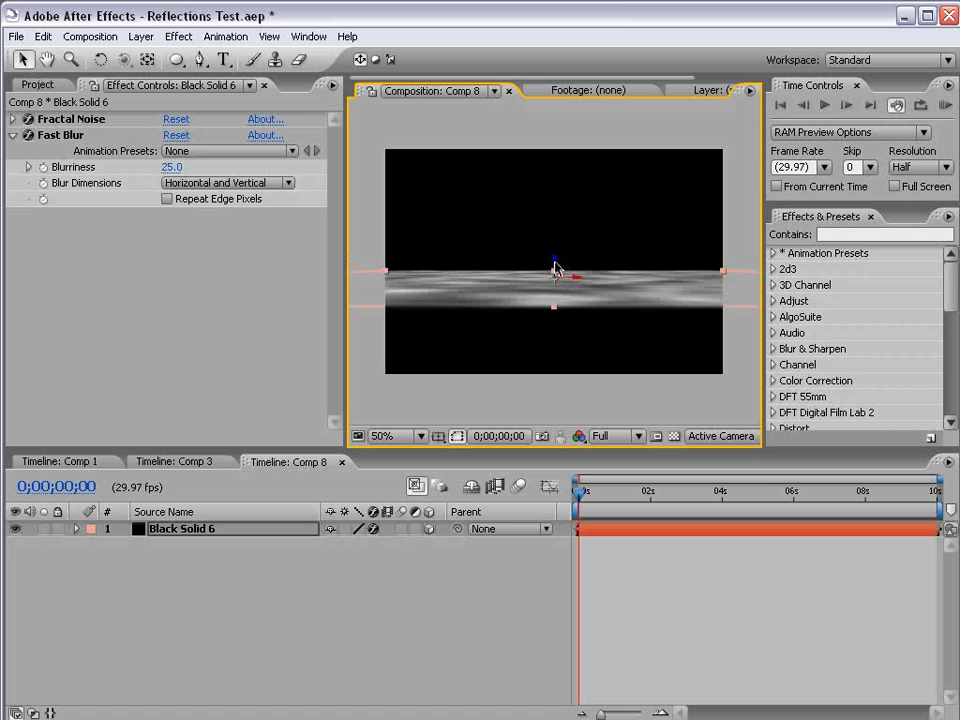 Adobe After Effects - Reflections Test.aep *
File Edit Composition Layer Effect Animation View Window Help
Workspace: Standard
Project Effect Controls: Black Solid 6
Comp 8 * Black Solid 6
Fractal Noise Reset About...
Fast Blur Reset About...
Animation Presets: None
Blurriness 25.0
Blur Dimensions Horizontal and Vertical
Repeat Edge Pixels
Composition: Comp 8 Footage: (none) Layer: (
50% 0;00;00;00 Full Active Camera
Time Controls
RAM Preview Options
Frame Rate Skip Resolution
(29.97) 0 Half
From Current Time Full Screen
Effects & Presets
Contains:
* Animation Presets
2d3
3D Channel
Adjust
AlgoSuite
Audio
Blur & Sharpen
Channel
Color Correction
DFT 55mm
DFT Digital Film Lab 2
Distort
Timeline: Comp 1 Timeline: Comp 3 Timeline: Comp 8
0;00;00;00 (29.97 fps)
02s 04s 06s 08s 10s
# Source Name Parent
1 Black Solid 6 None